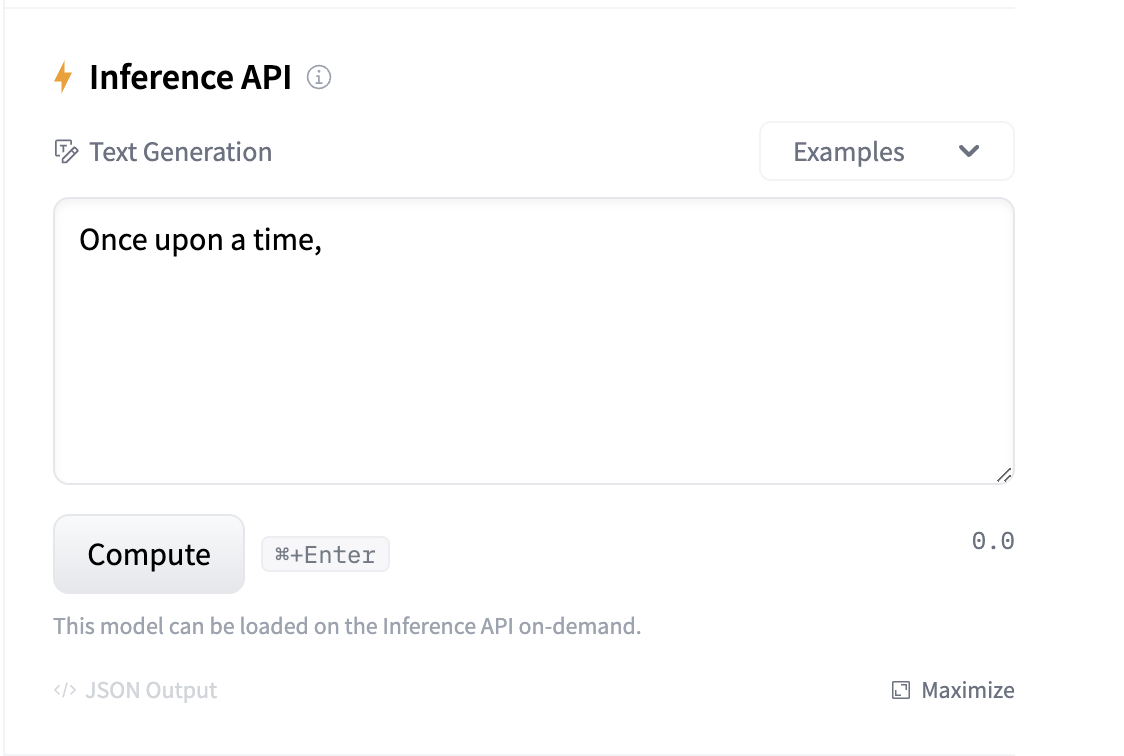 Inference API
Text Generation
Examples
Once upon a time,
Compute
⌘+Enter
0.0
This model can be loaded on the Inference API on-demand.
</> JSON Output
Maximize